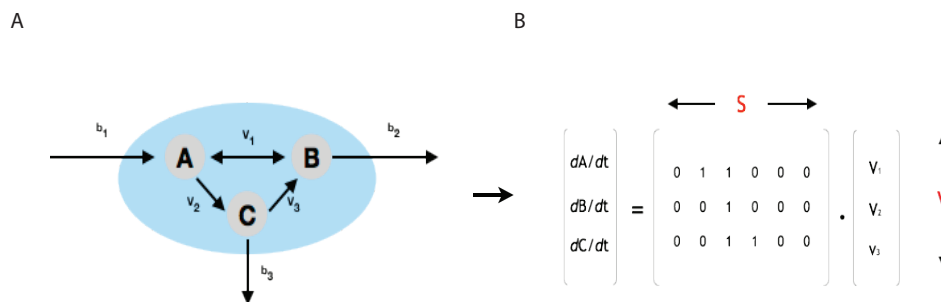 A
B
b1
v1
b2
A
B
v2
v3
C
b3
S
dA/dt
dB/dt
dC/dt
=
0 1 1 0 0 0
0 0 1 0 0 0
0 0 1 1 0 0
.
V1
V2
v3